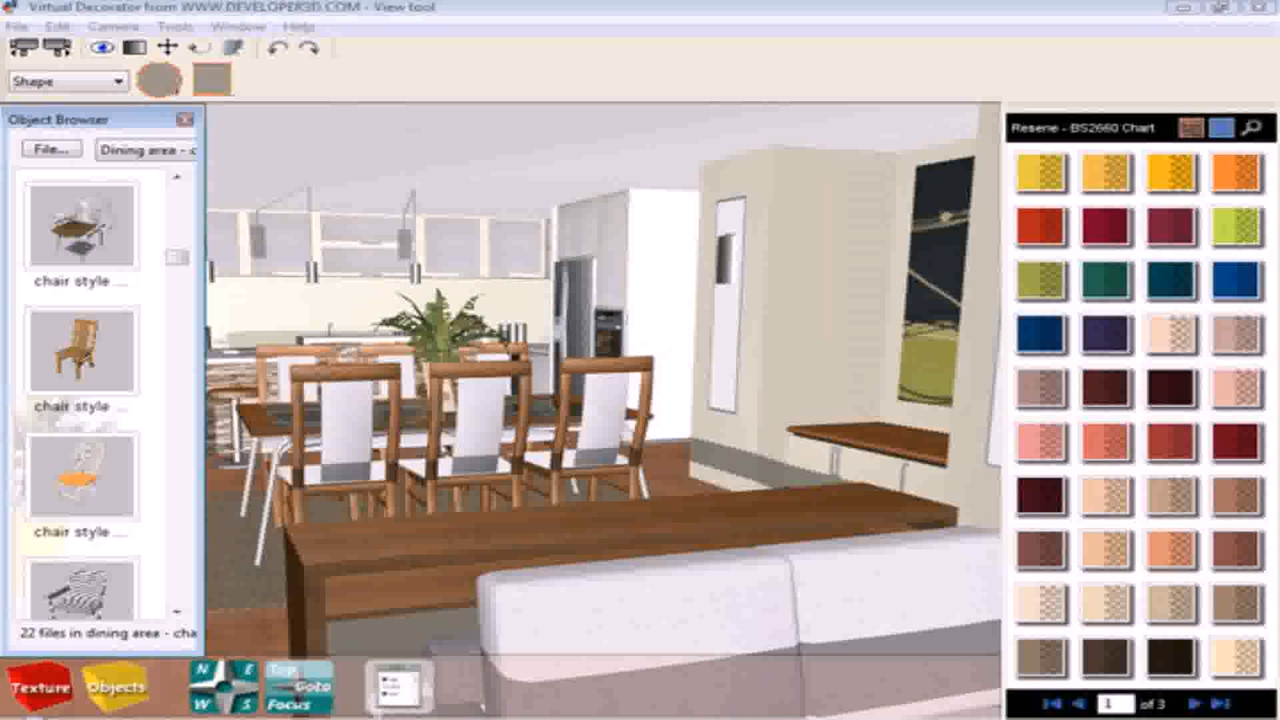 Virtual Decorator from WWW.DEVELOPER3D.COM - View tool
File Edit Camera Tools Window Help
Shape
Object Browser
File...
Dining area - c
chair style ...
chair style ...
chair style ...
22 files in dining area - cha
Resene - BS2660 Chart
1 of 3
Texture
Objects
N E
W S
Top
Goto
Focus